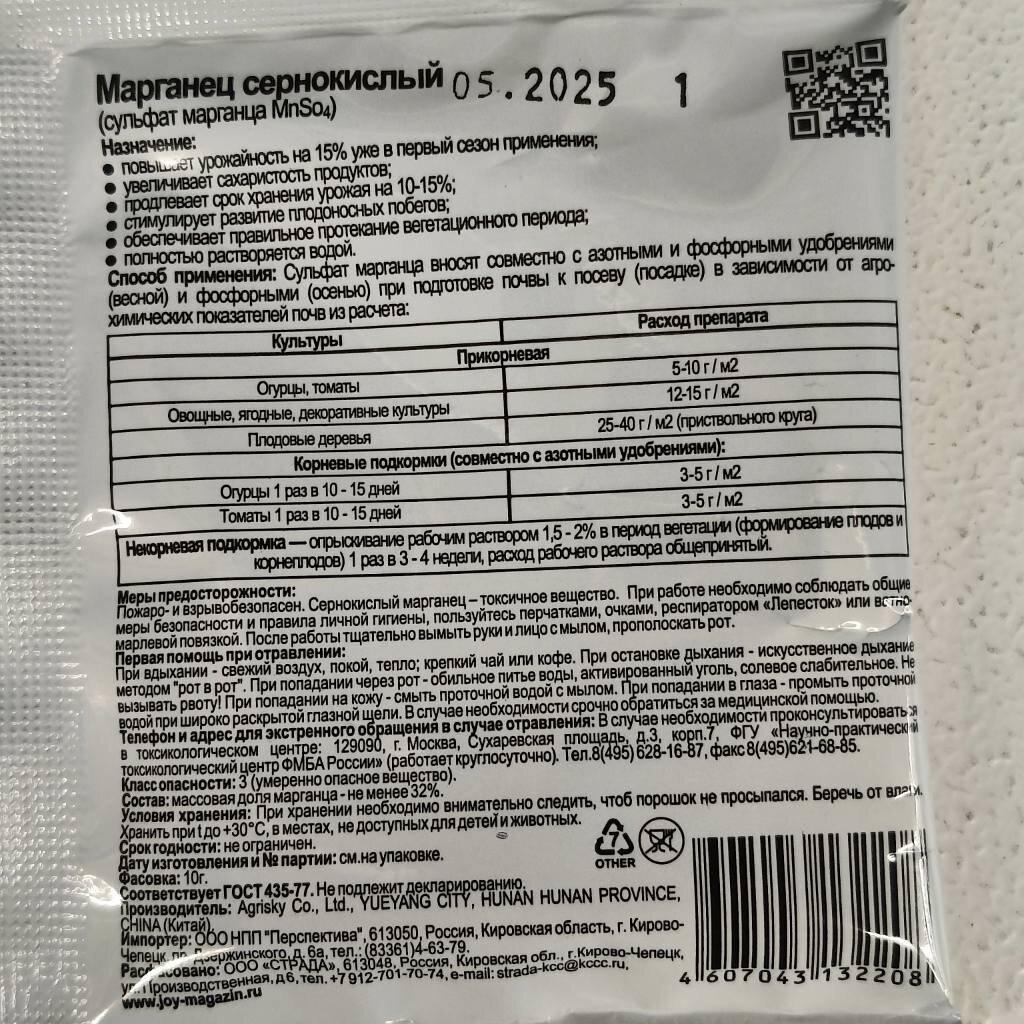 Марганец сернокислый 05.2025 1
(сульфат марганца MnSo4)
Назначение:
• повышает урожайность на 15% уже в первый сезон применения;
• увеличивает сахаристость продуктов;
• продлевает срок хранения урожая на 10-15%;
• стимулирует развитие плодоносных побегов;
• обеспечивает правильное протекание вегетационного периода;
• полностью растворяется водой.
Способ применения: Сульфат марганца вносят совместно с азотными и фосфорными удобрениями
(весной) и фосфорными (осенью) при подготовке почвы к посеву (посадке) в зависимости от агро-
химических показателей почв из расчета:
Культуры Расход препарата
Прикорневая
Огурцы, томаты 5-10 г / м2
Овощные, ягодные, декоративные культуры 12-15 г / м2
Плодовые деревья 25-40 г / м2 (приствольного круга)
Корневые подкормки (совместно с азотными удобрениями):
Огурцы 1 раз в 10 - 15 дней 3-5 г / м2
Томаты 1 раз в 10 - 15 дней 3-5 г / м2
Некорневая подкормка — опрыскивание рабочим раствором 1,5 - 2% в период вегетации (формирование плодов и
корнеплодов) 1 раз в 3 - 4 недели, расход рабочего раствора общепринятый.
Меры предосторожности:
Пожаро- и взрывобезопасен. Сернокислый марганец – токсичное вещество. При работе необходимо соблюдать общие
меры безопасности и правила личной гигиены, пользуйтесь перчатками, очками, респиратором «Лепесток» или
марлевой повязкой. После работы тщательно вымыть руки и лицо с мылом, прополоскать рот.
Первая помощь при отравлении:
При вдыхании - свежий воздух, покой, тепло; крепкий чай или кофе. При остановке дыхания - искусственное дыхание
методом "рот в рот". При попадании через рот - обильное питье воды, активированный уголь, солевое слабительное. Не
вызывать рвоту! При попадании на кожу - смыть проточной водой с мылом. При попадании в глаза - промыть проточной
водой при широко раскрытой глазной щели. В случае необходимости срочно обратиться за медицинской помощью.
Телефон и адрес для экстренного обращения в случае отравления: В случае необходимости проконсультироваться
в токсикологическом центре: 129090, г. Москва, Сухаревская площадь, д.3, корп.7, ФГУ «Научно-практический
токсикологический центр ФМБА России» (работает круглосуточно). Тел.8(495) 628-16-87, факс 8(495)621-68-85.
Класс опасности: 3 (умеренно опасное вещество).
Состав: массовая доля марганца - не менее 32%.
Условия хранения: При хранении необходимо внимательно следить, чтоб порошок не просыпался. Беречь от влаги.
Хранить при t до +30°С, в местах, не доступных для детей и животных.
Срок годности: не ограничен.
Дату изготовления и № партии: см.на упаковке.
Фасовка: 10г.
OTHER
Соответствует ГОСТ 435-77. Не подлежит декларированию.
Производитель: Agrisky Co., Ltd., YUEYANG CITY, HUNAN HUNAN PROVINCE,
CHINA (Китай).
Импортер: ООО НПП "Перспектива", 613050, Россия, Кировская область, г. Кирово-
Чепецк, пр. Дзержинского, д. 6а, тел.: (83361)4-63-79.
Расфасовано: ООО «СТРАДА», 613048, Россия, Кировская обл., г.Кирово-Чепецк,
ул. Производственная, д.6, тел. +7 912-701-70-74, e-mail: strada-kcc@kccc.ru,
www.joy-magazin.ru
4 607043 132208